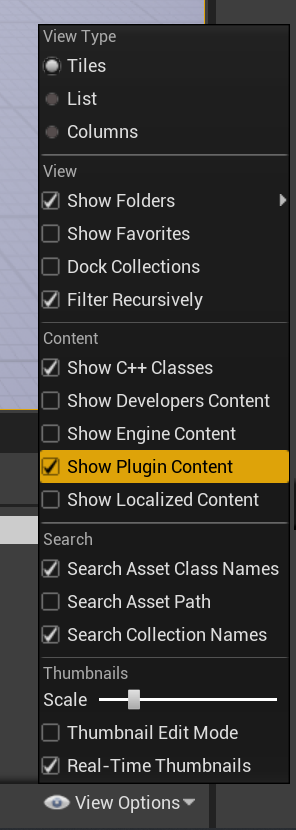 View Type
Tiles
List
Columns
View
Show Folders
Show Favorites
Dock Collections
Filter Recursively
Content
Show C++ Classes
Show Developers Content
Show Engine Content
Show Plugin Content
Show Localized Content
Search
Search Asset Class Names
Search Asset Path
Search Collection Names
Thumbnails
Scale
Thumbnail Edit Mode
Real-Time Thumbnails
View Options